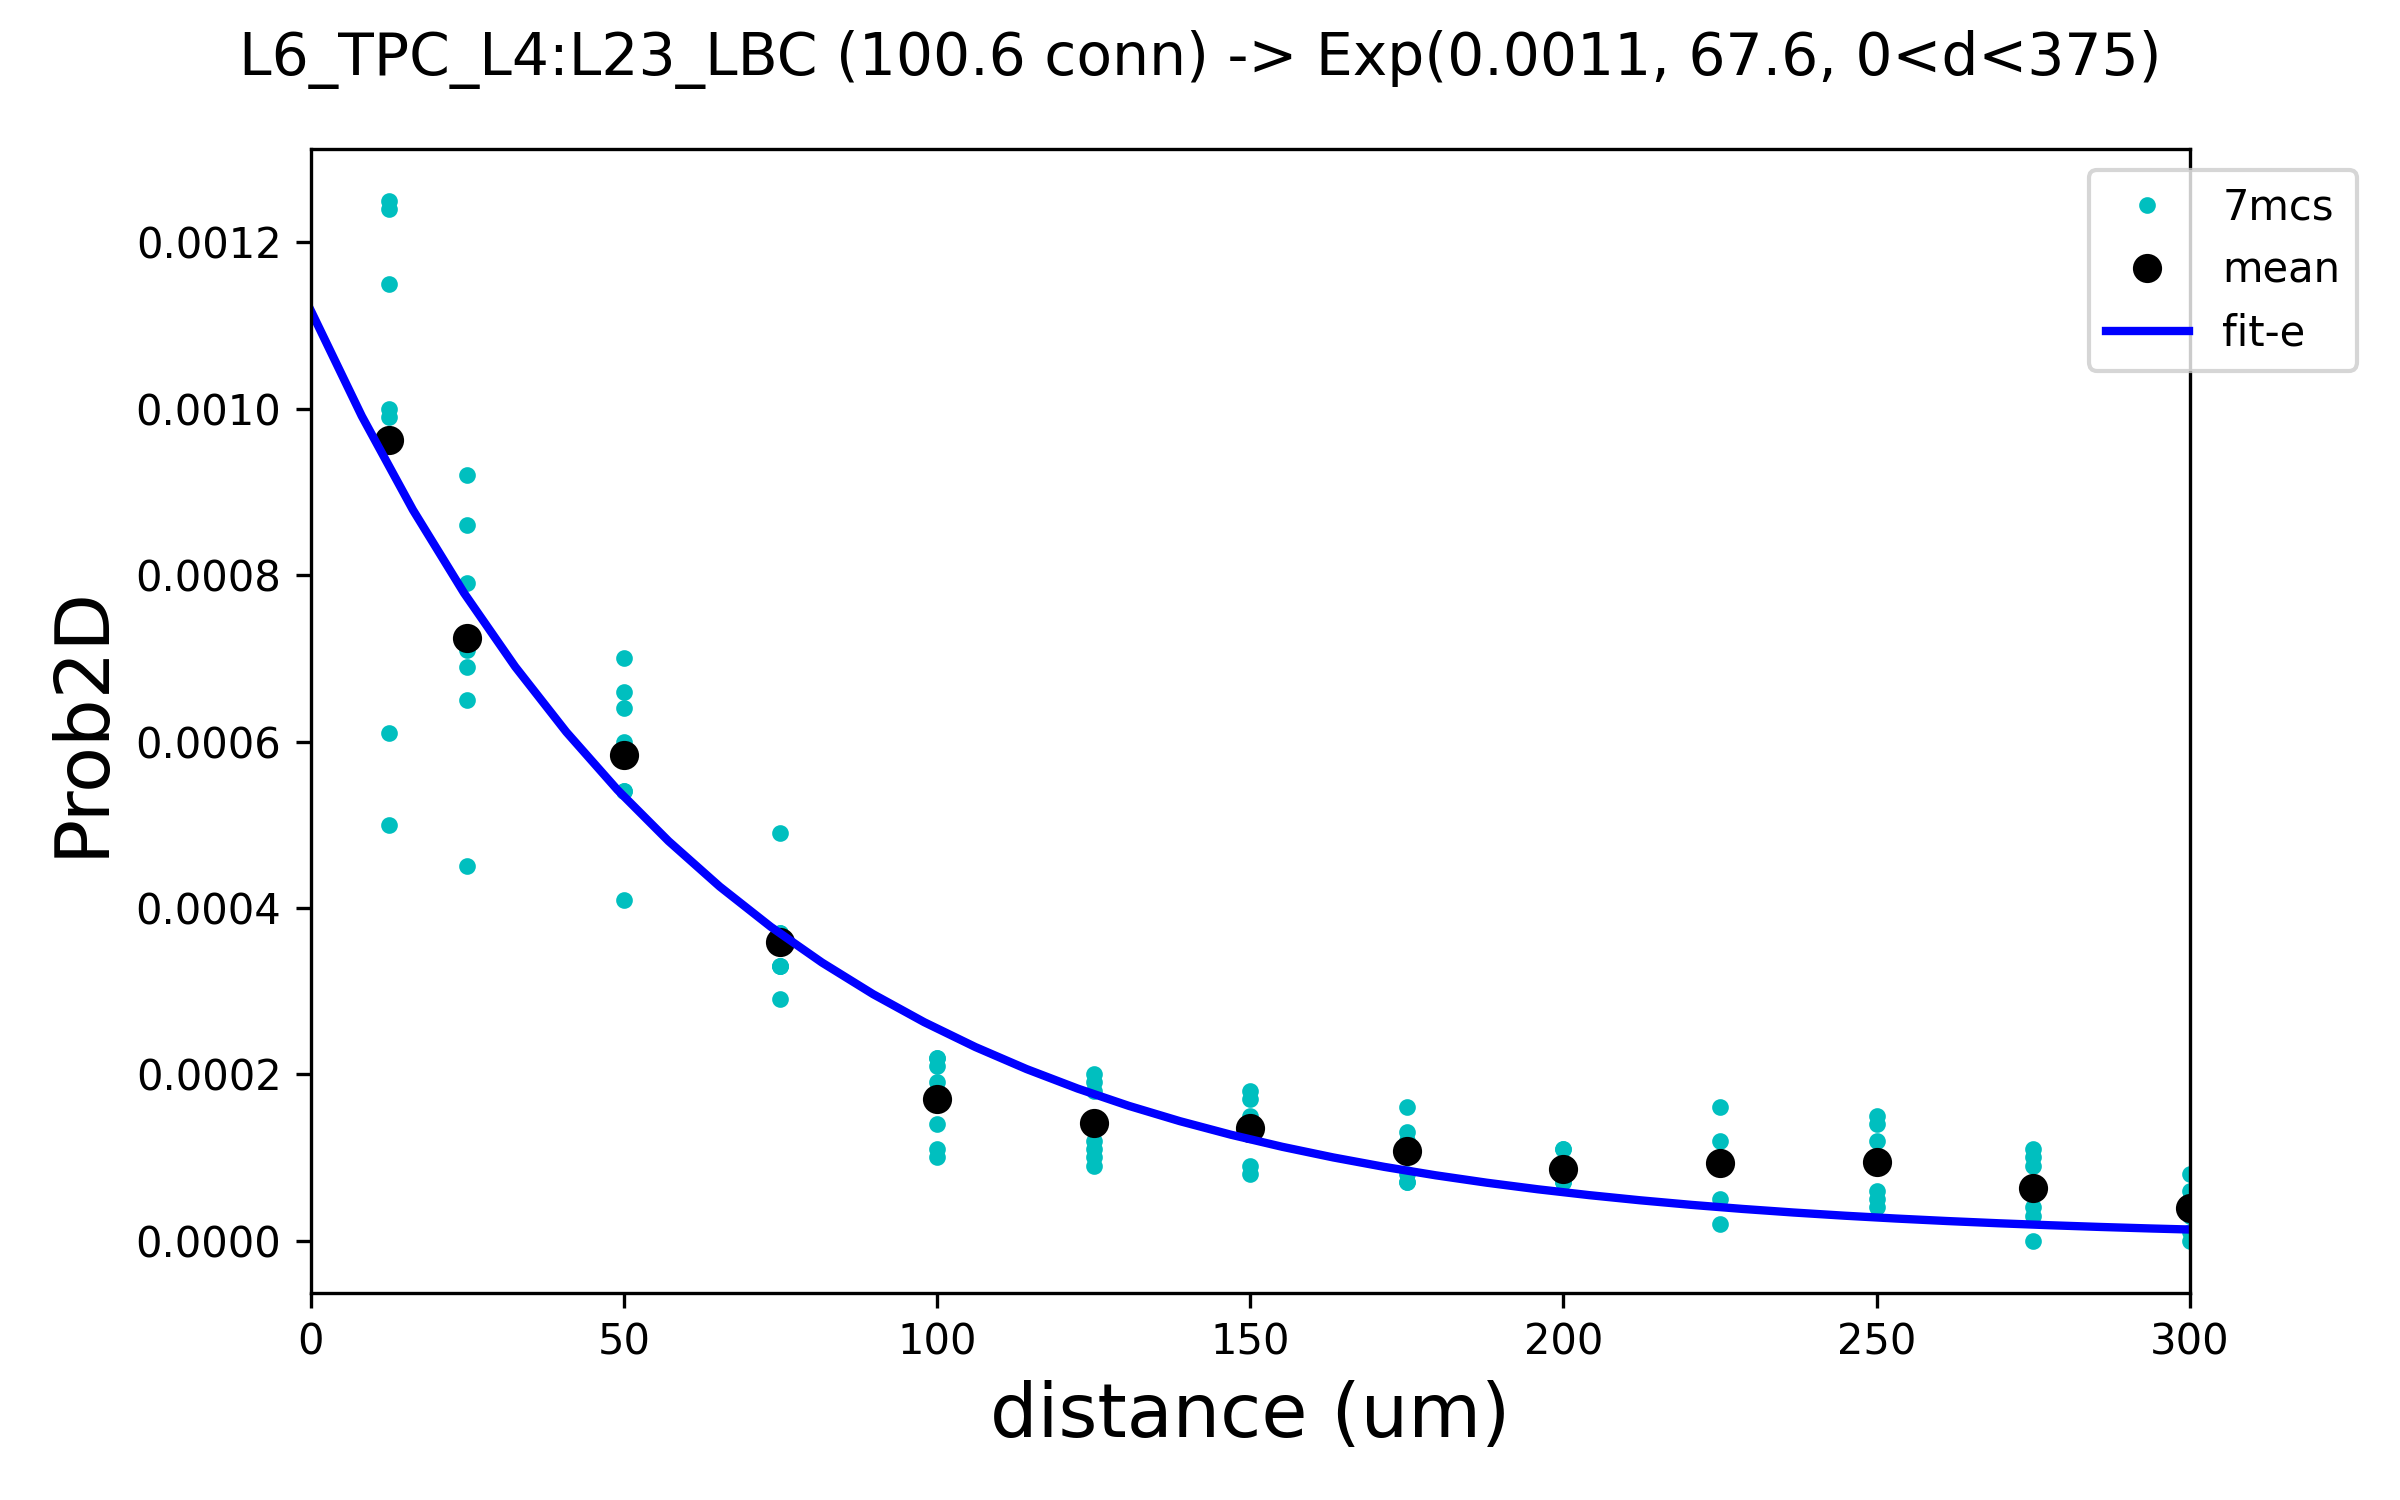 L6_TPC_L4:L23_LBC (100.6 conn) -> Exp(0.0011, 67.6, 0<d<375)
7mcs
mean
fit-e
0.0012
0.0010
0.0008
0.0006
0.0004
0.0002
0.0000
Prob2D
0 50 100 150 200 250 300
distance (um)